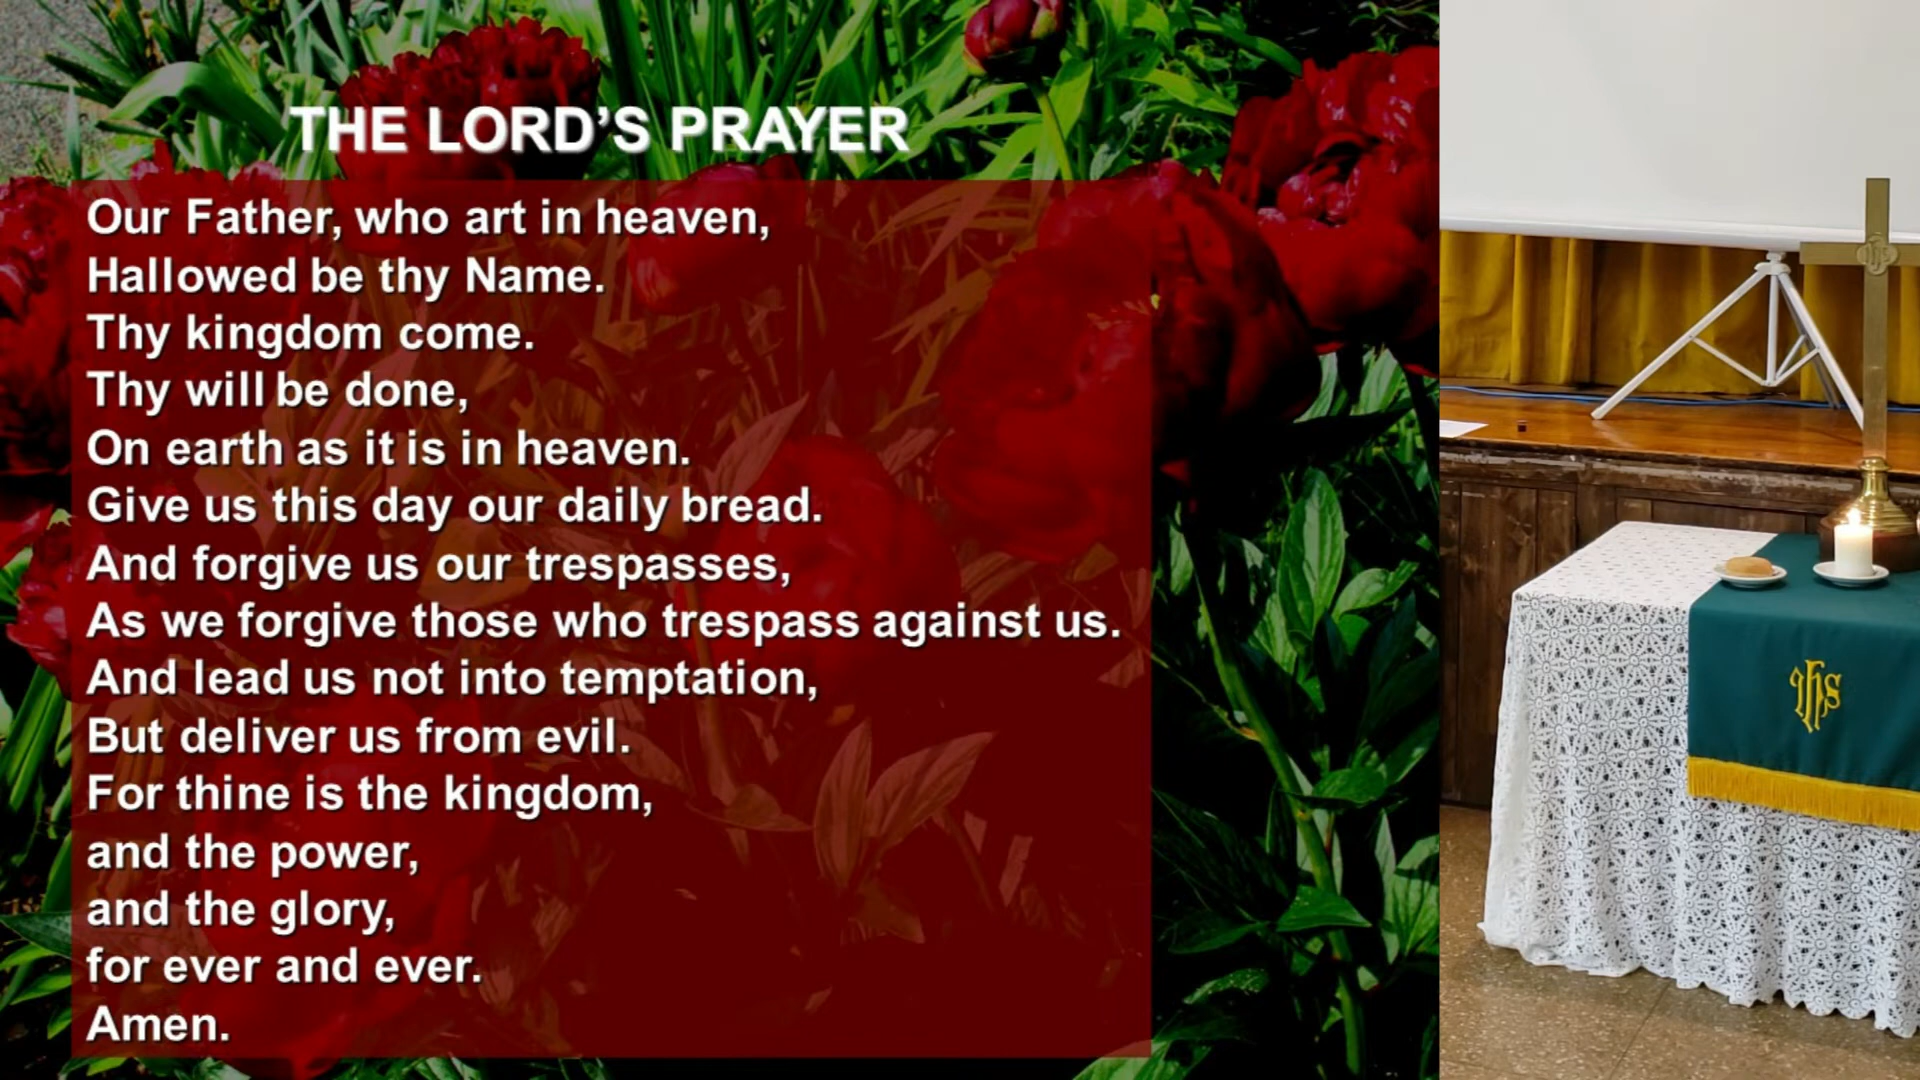 THE LORD’S PRAYER
Our Father, who art in heaven,
Hallowed be thy Name.
Thy kingdom come.
Thy will be done,
On earth as it is in heaven.
Give us this day our daily bread.
And forgive us our trespasses,
As we forgive those who trespass against us.
And lead us not into temptation,
But deliver us from evil.
For thine is the kingdom,
and the power,
and the glory,
for ever and ever.
Amen.
IHS
ihs